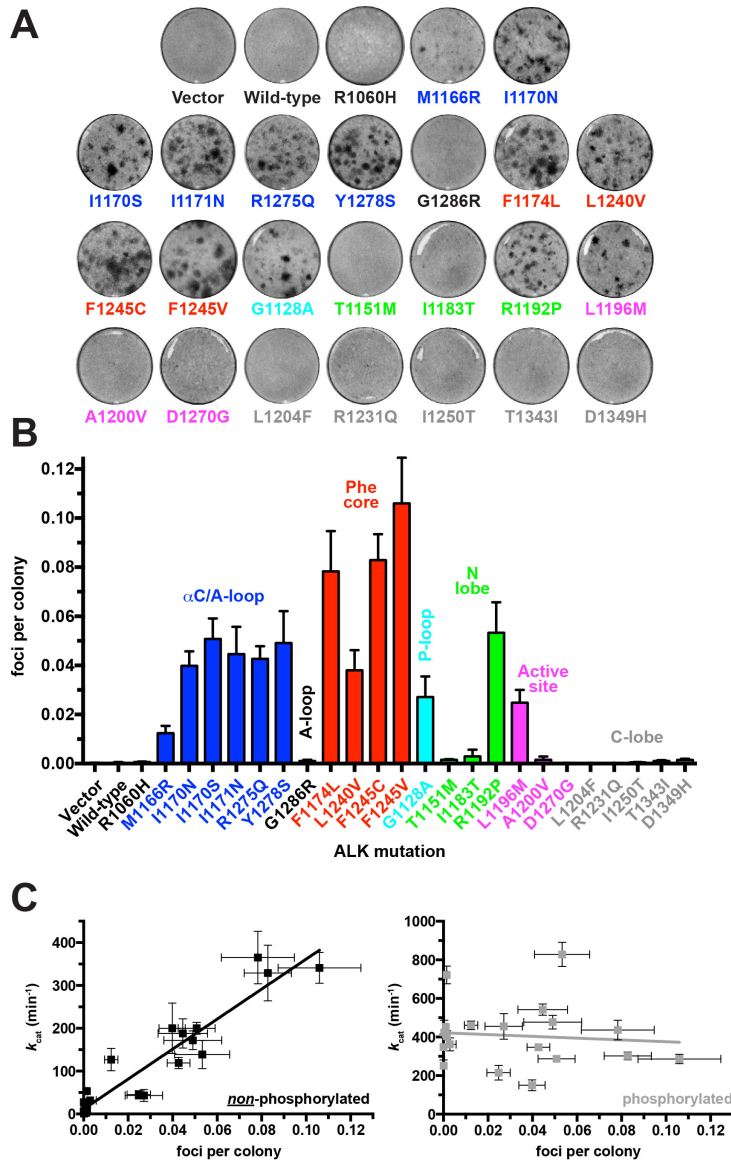 A
Vector Wild-type R1060H M1166R I1170N
I1170S I1171N R1275Q Y1278S G1286R F1174L L1240V
F1245C F1245V G1128A T1151M I1183T R1192P L1196M
A1200V D1270G L1204F R1231Q I1250T T1343I D1349H
B
foci per colony
0.12
0.10
0.08
0.06
0.04
0.02
0.00
αC/A-loop
A-loop
Phe
core
P-loop
N
lobe
Active
site
C-lobe
Vector
Wild-type
R1060H
M1166R
I1170N
I1170S
I1171N
R1275Q
Y1278S
G1286R
F1174L
L1240V
F1245C
F1245V
G1128A
T1151M
I1183T
R1192P
L1196M
A1200V
D1270G
L1204F
R1231Q
I1250T
T1343I
D1349H
ALK mutation
C
kcat (min-1)
400
300
200
100
0
non-phosphorylated
0.00 0.02 0.04 0.06 0.08 0.10 0.12
foci per colony
kcat (min-1)
1000
800
600
400
200
0
phosphorylated
0.00 0.02 0.04 0.06 0.08 0.10 0.12
foci per colony